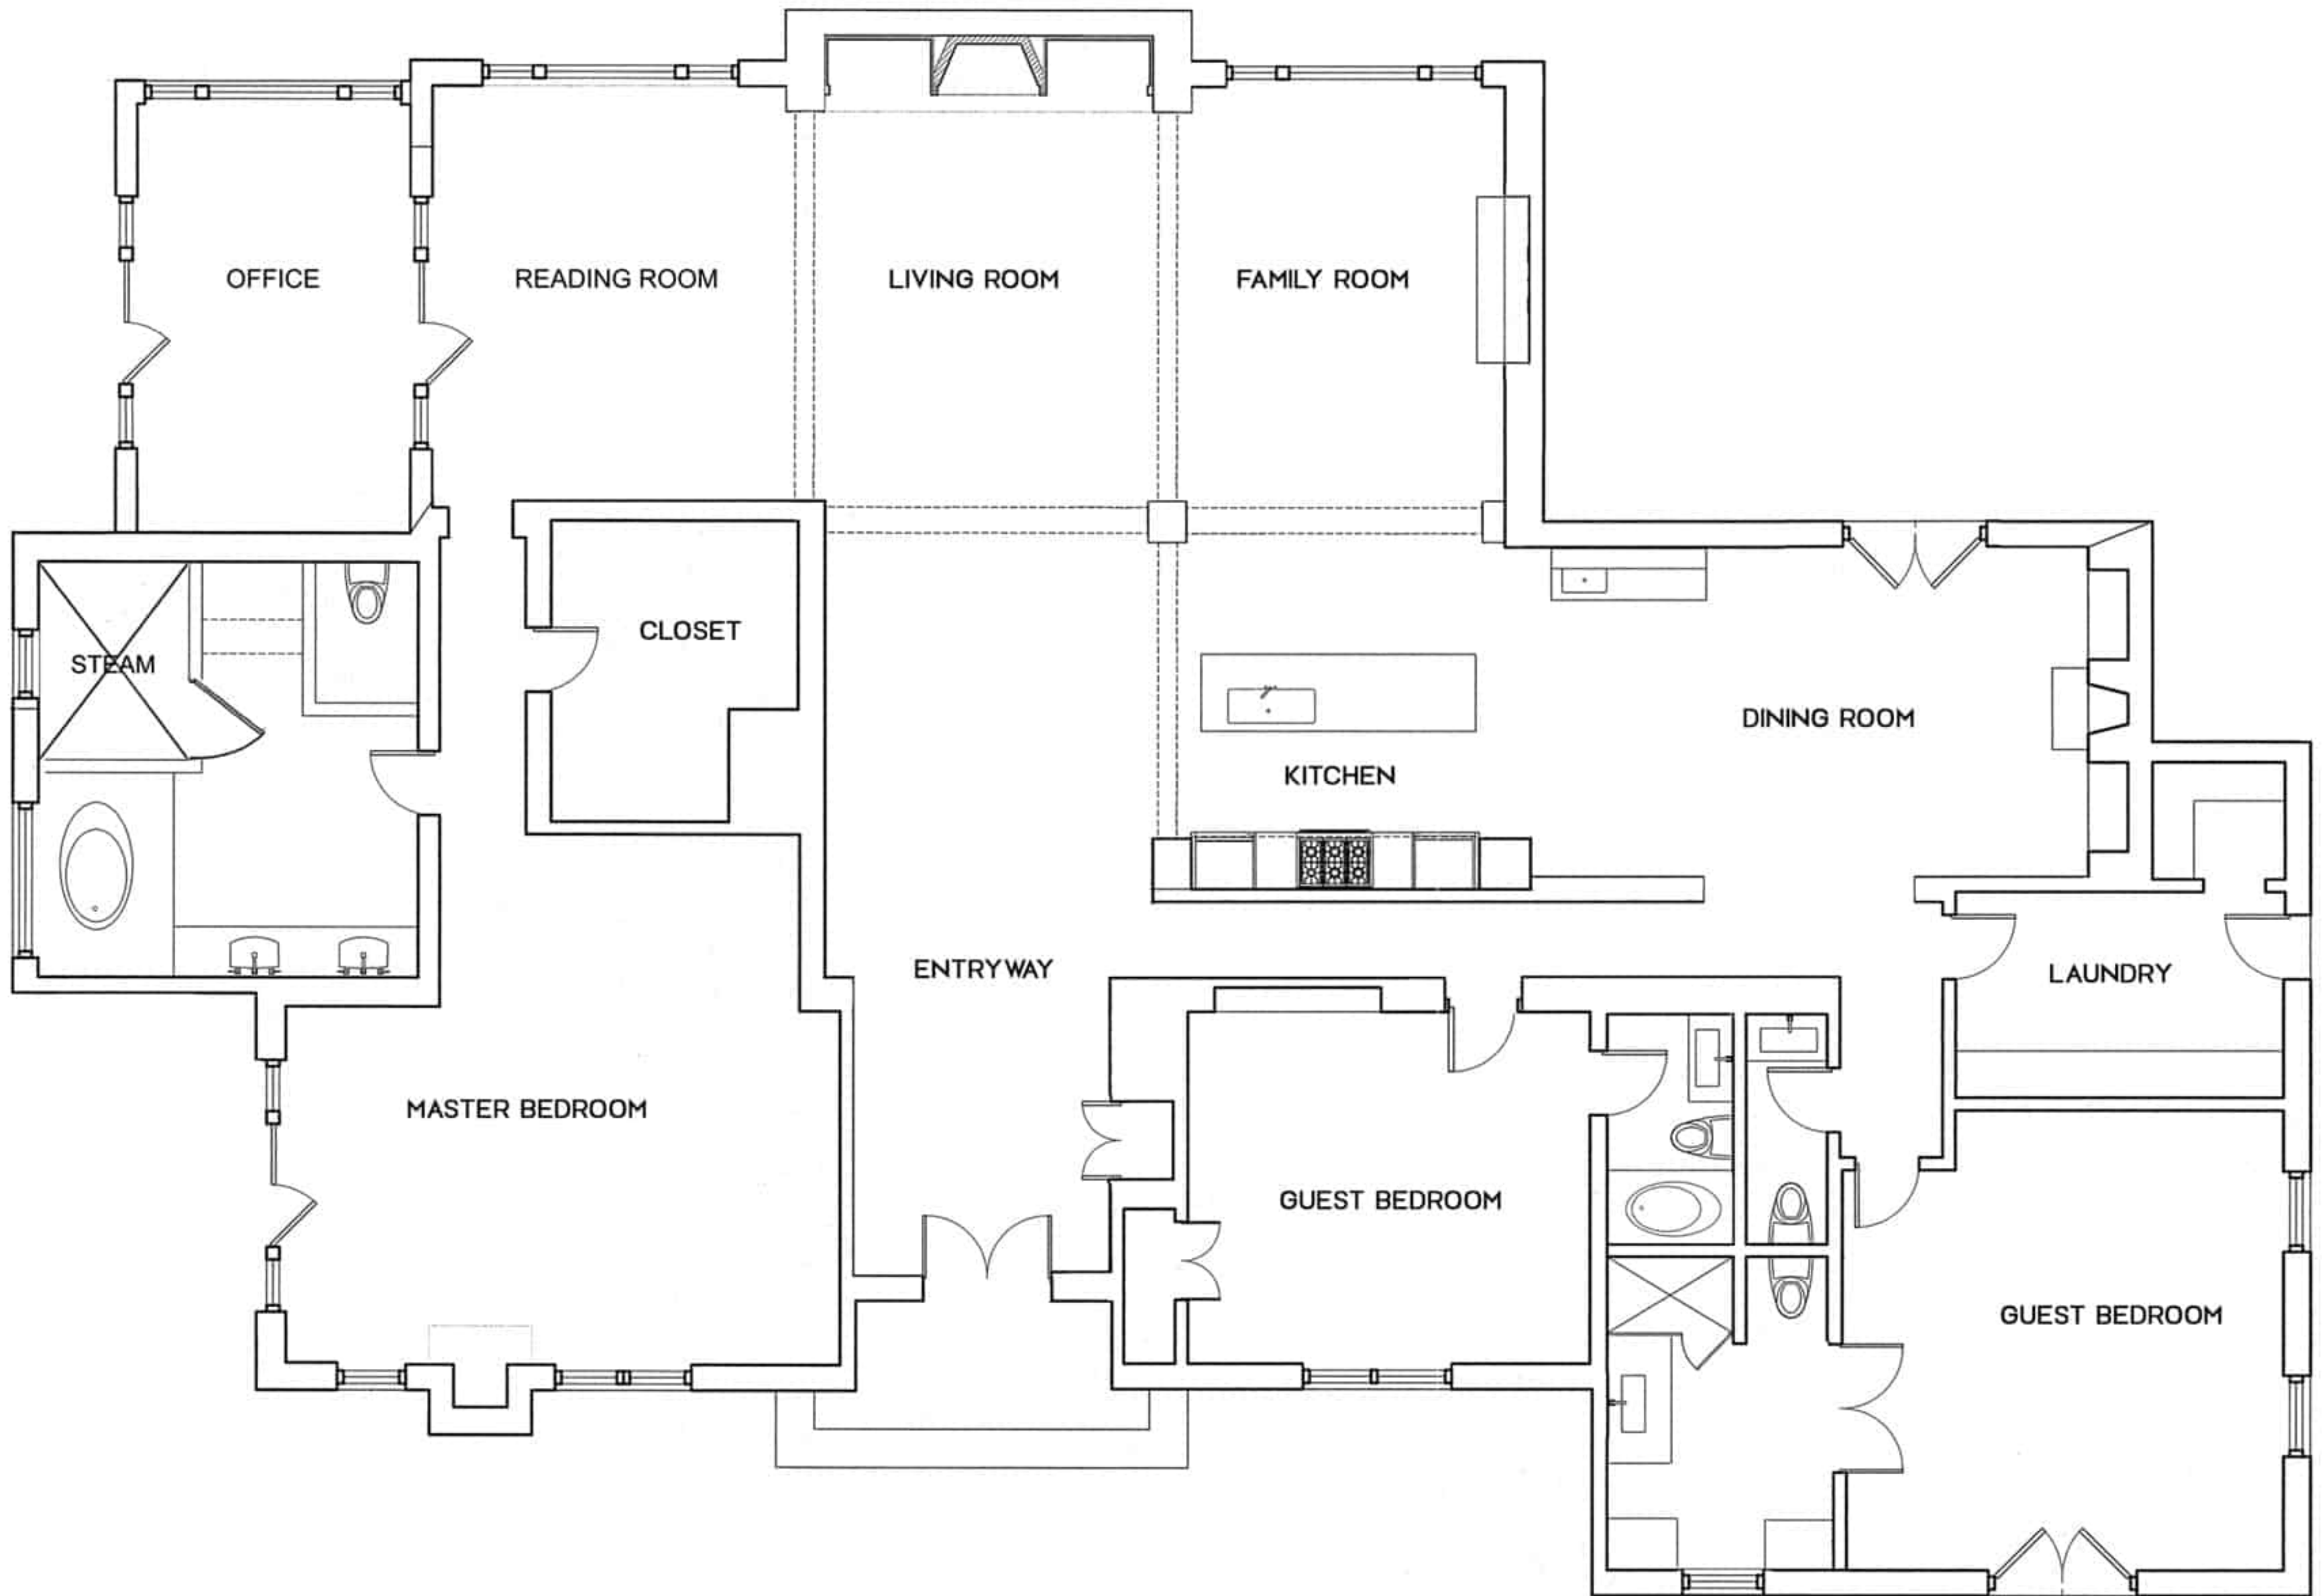 OFFICE
READING ROOM
LIVING ROOM
FAMILY ROOM
CLOSET
STEAM
DINING ROOM
KITCHEN
ENTRYWAY
LAUNDRY
MASTER BEDROOM
GUEST BEDROOM
GUEST BEDROOM